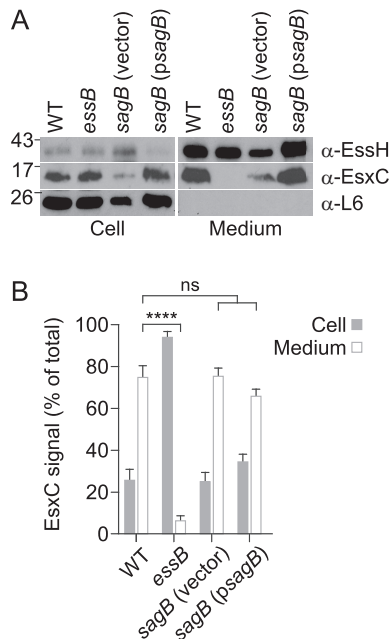 A
WT
essB
sagB (vector)
sagB (psagB)
WT
essB
sagB (vector)
sagB (psagB)
43
α-EssH
17
α-EsxC
26
α-L6
Cell
Medium
B
ns
****
Cell
Medium
EsxC signal (% of total)
100
80
60
40
20
0
WT
essB
sagB (vector)
sagB (psagB)